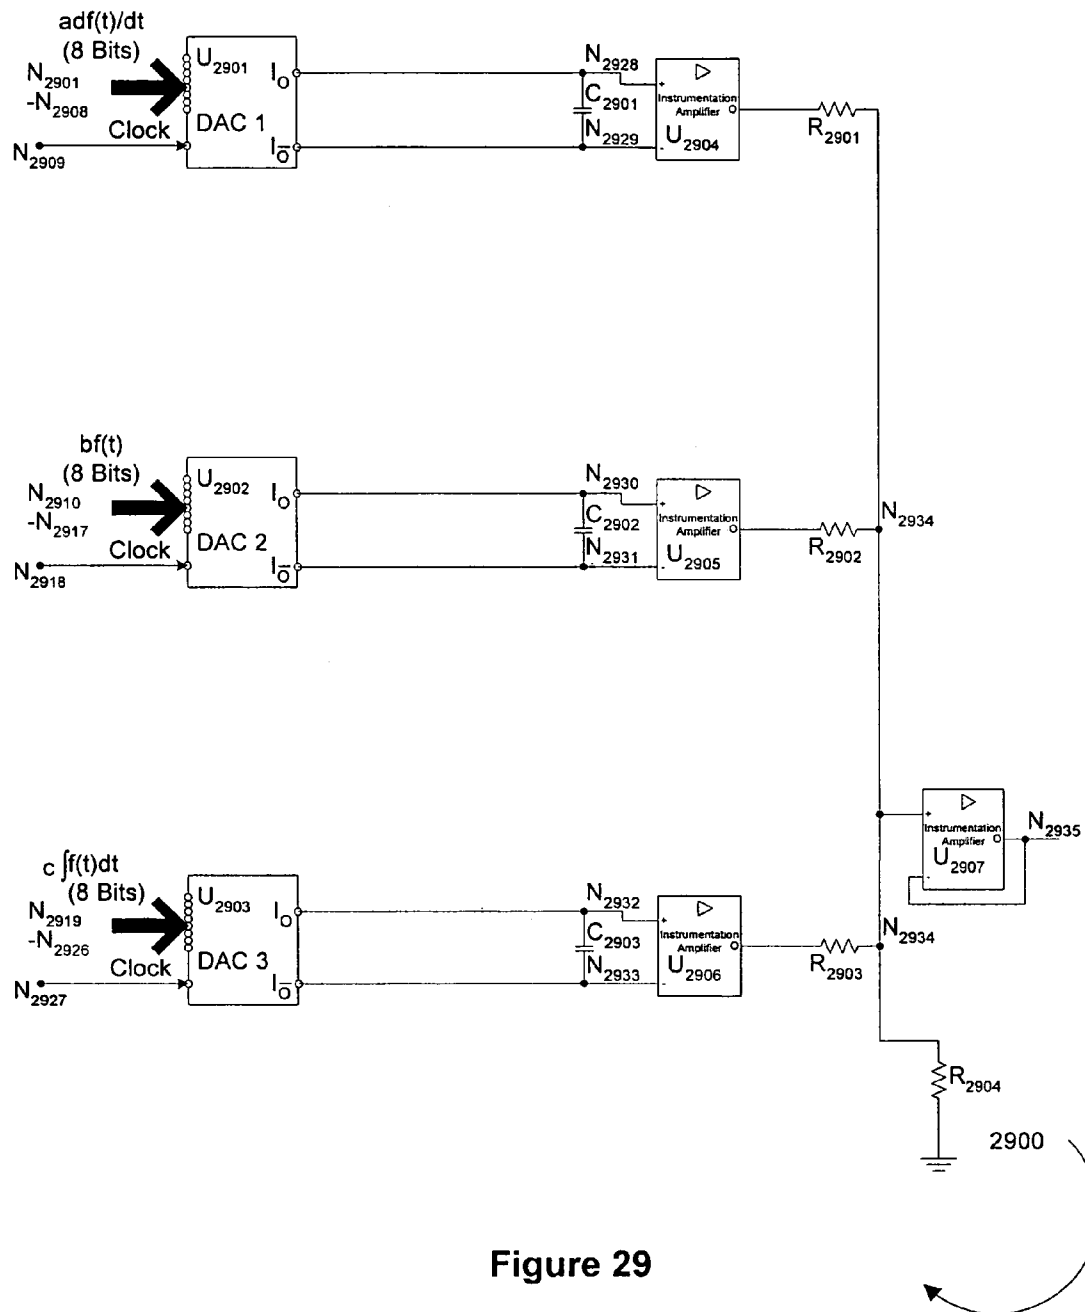 adf(t)/dt
(8 Bits)
N2901
-N2908
Clock
N2909
U2901
IO
DAC 1
IO̅
N2928
C2901
N2929
+
Instrumentation
Amplifier
U2904
-
O
R2901
bf(t)
(8 Bits)
N2910
-N2917
Clock
N2918
U2902
IO
DAC 2
IO̅
N2930
C2902
N2931
+
Instrumentation
Amplifier
U2905
-
O
R2902
N2934
c ∫f(t)dt
(8 Bits)
N2919
-N2926
Clock
N2927
U2903
IO
DAC 3
IO̅
N2932
C2903
N2933
+
Instrumentation
Amplifier
U2906
-
O
R2903
+
Instrumentation
Amplifier
U2907
-
O
N2935
N2934
R2904
2900
Figure 29